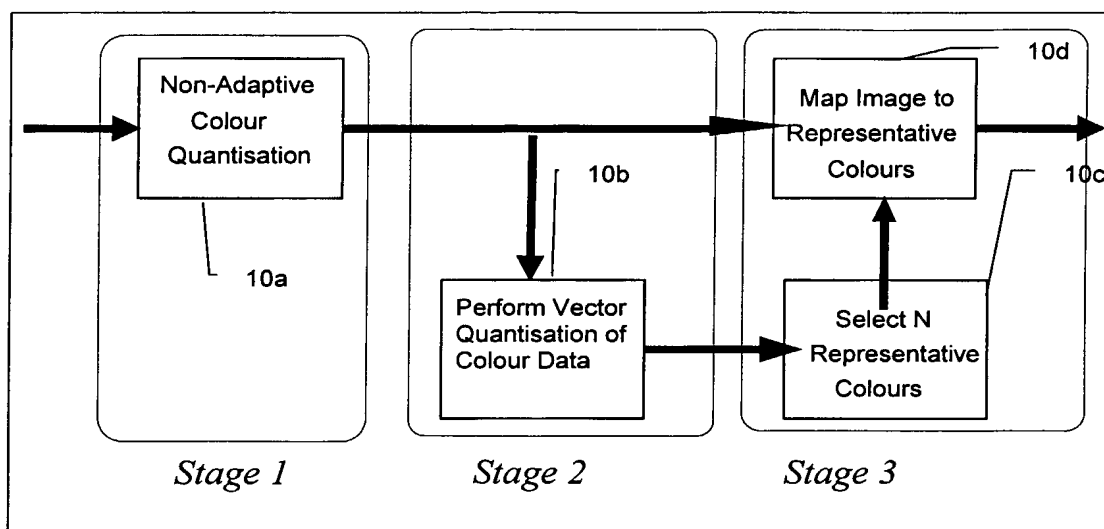 Non-Adaptive
Colour
Quantisation
10a
10b
Perform Vector
Quantisation of
Colour Data
10d
Map Image to
Representative
Colours
10c
Select N
Representative
Colours
Stage 1
Stage 2
Stage 3